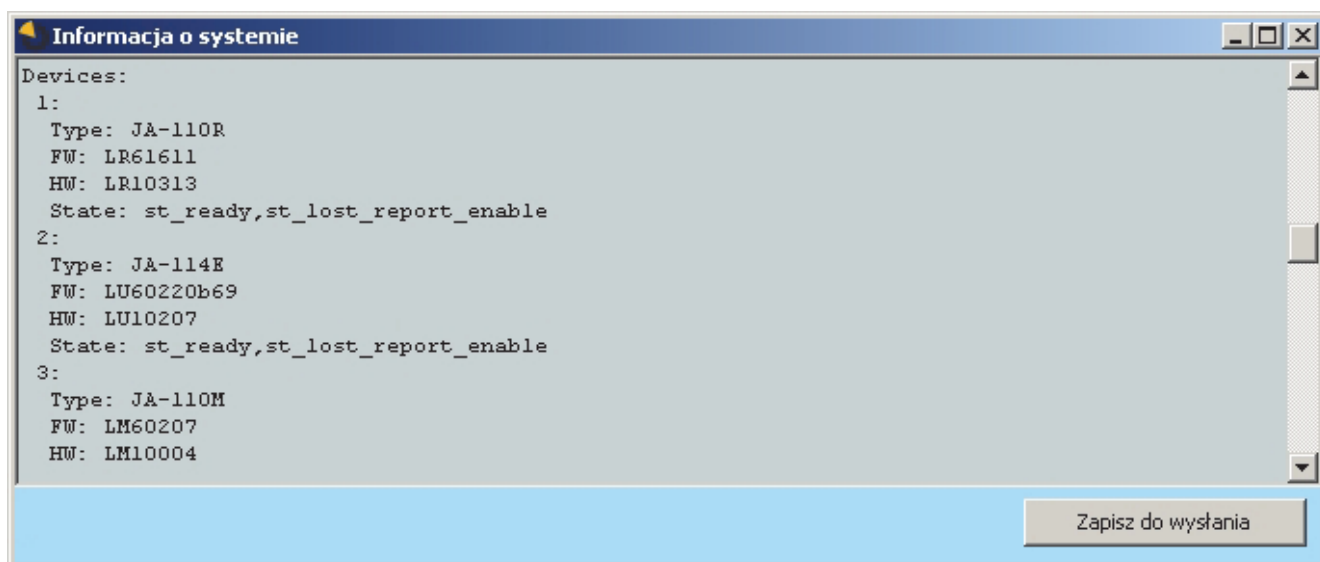 Informacja o systemie
Devices:
1:
Type: JA-110R
FW: LR61611
HW: LR10313
State: st_ready,st_lost_report_enable
2:
Type: JA-114E
FW: LU60220b69
HW: LU10207
State: st_ready,st_lost_report_enable
3:
Type: JA-110M
FW: LM60207
HW: LM10004
Zapisz do wysłania